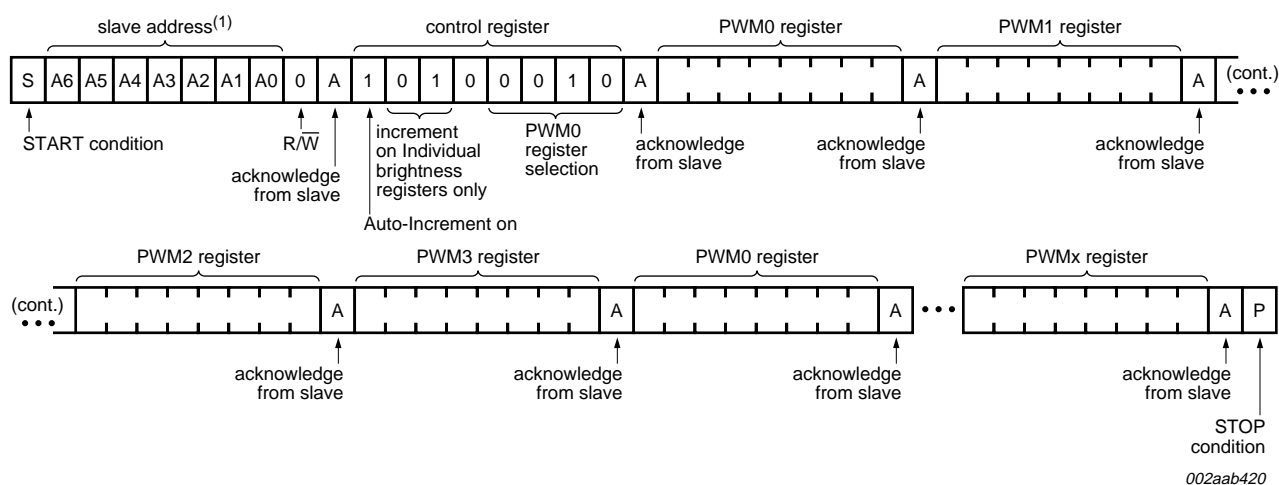 slave address(1) control register PWM0 register PWM1 register
S A6 A5 A4 A3 A2 A1 A0 0 A 1 0 1 0 0 0 1 0 A A A (cont.)
START condition
R/W̅
acknowledge
from slave
Auto-Increment on
increment
on Individual
brightness
registers only
PWM0
register
selection
acknowledge
from slave
acknowledge
from slave
acknowledge
from slave
PWM2 register PWM3 register PWM0 register PWMx register
(cont.) A A A A P
acknowledge
from slave
acknowledge
from slave
acknowledge
from slave
acknowledge
from slave
STOP
condition
002aab420